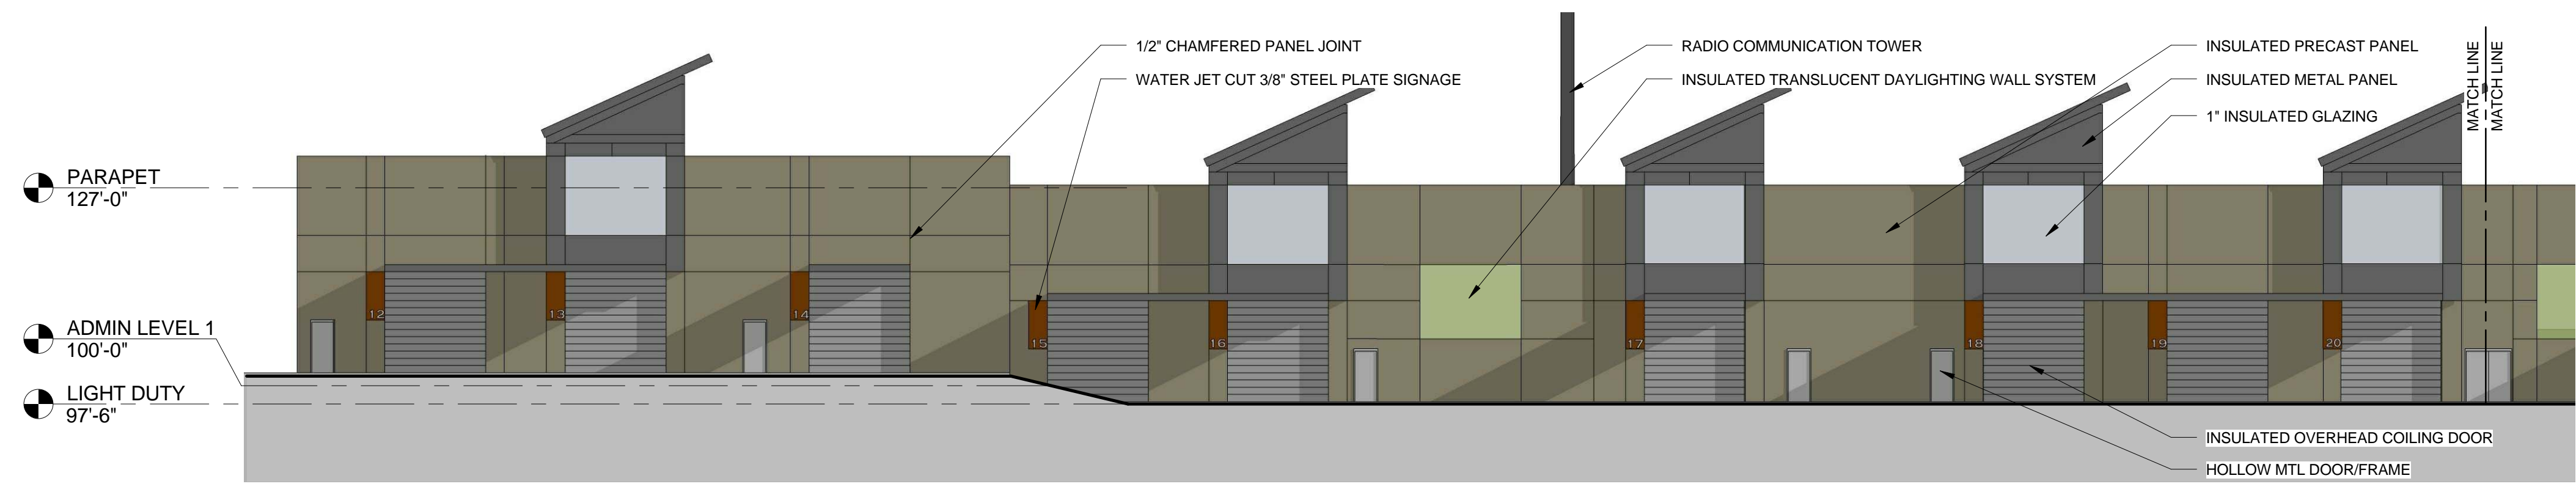 1/2" CHAMFERED PANEL JOINT
WATER JET CUT 3/8" STEEL PLATE SIGNAGE
RADIO COMMUNICATION TOWER
INSULATED TRANSLUCENT DAYLIGHTING WALL SYSTEM
INSULATED PRECAST PANEL
INSULATED METAL PANEL
1" INSULATED GLAZING
MATCH LINE
MATCH LINE
PARAPET
127'-0"
ADMIN LEVEL 1
100'-0"
LIGHT DUTY
97'-6"
12
13
14
15
16
17
18
19
20
INSULATED OVERHEAD COILING DOOR
HOLLOW MTL DOOR/FRAME